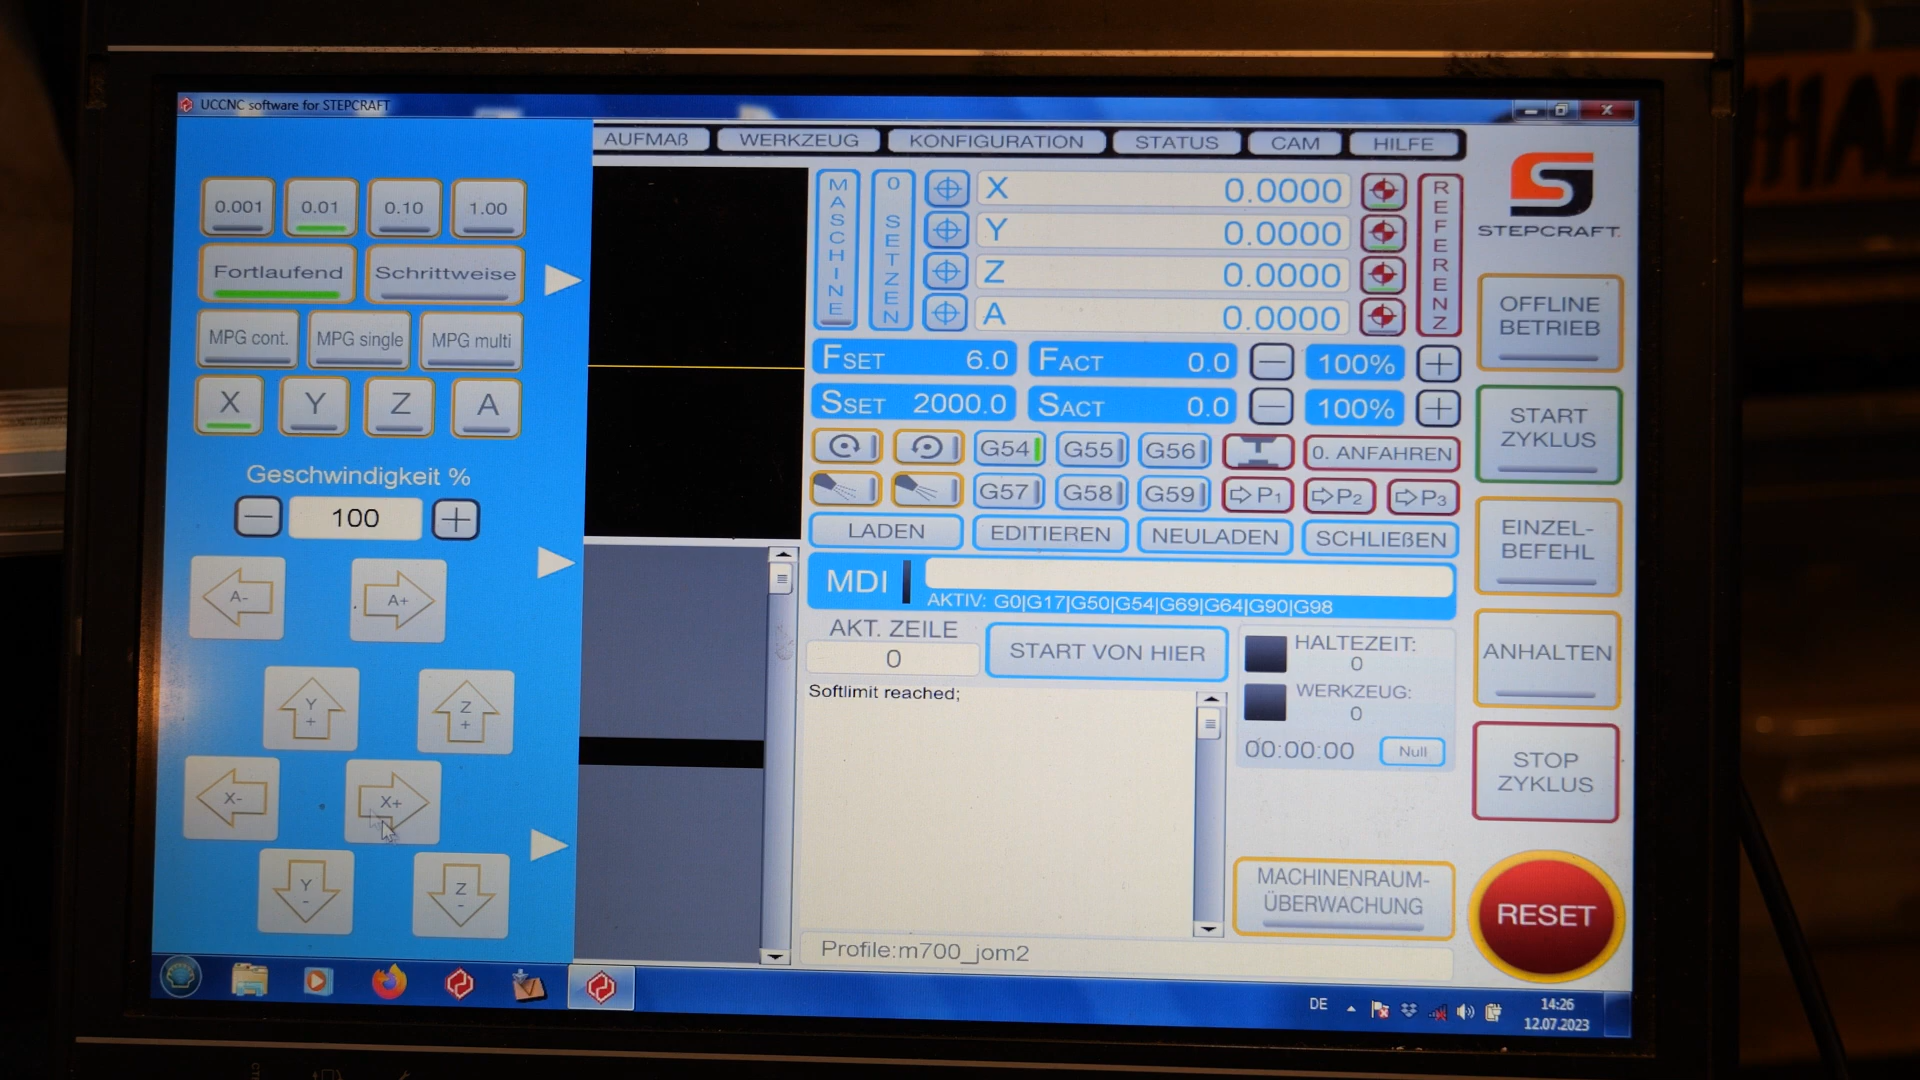 UCCNC software for STEPCRAFT
AUFMAß WERKZEUG KONFIGURATION STATUS CAM HILFE
0.001 0.01 0.10 1.00
Fortlaufend Schrittweise
MPG cont. MPG single MPG multi
X Y Z A
Geschwindigkeit %
100
A- A+
Y+ Z+
X- X+
Y- Z-
MASCHINE
0 SETZEN
X 0.0000
Y 0.0000
Z 0.0000
A 0.0000
REFERENZ
FSET 6.0 FACT 0.0 100%
SSET 2000.0 SACT 0.0 100%
G54 G55 G56 0. ANFAHREN
G57 G58 G59 P1 P2 P3
LADEN EDITIEREN NEULADEN SCHLIEßEN
MDI
AKTIV: G0|G17|G50|G54|G69|G64|G90|G98
AKT. ZEILE
0
START VON HIER
HALTEZEIT:
0
WERKZEUG:
0
00:00:00 Null
Softlimit reached;
MACHINENRAUM-
ÜBERWACHUNG
Profile:m700_jom2
STEPCRAFT
OFFLINE
BETRIEB
START
ZYKLUS
EINZEL-
BEFEHL
ANHALTEN
STOP
ZYKLUS
RESET
DE
14:26
12.07.2023